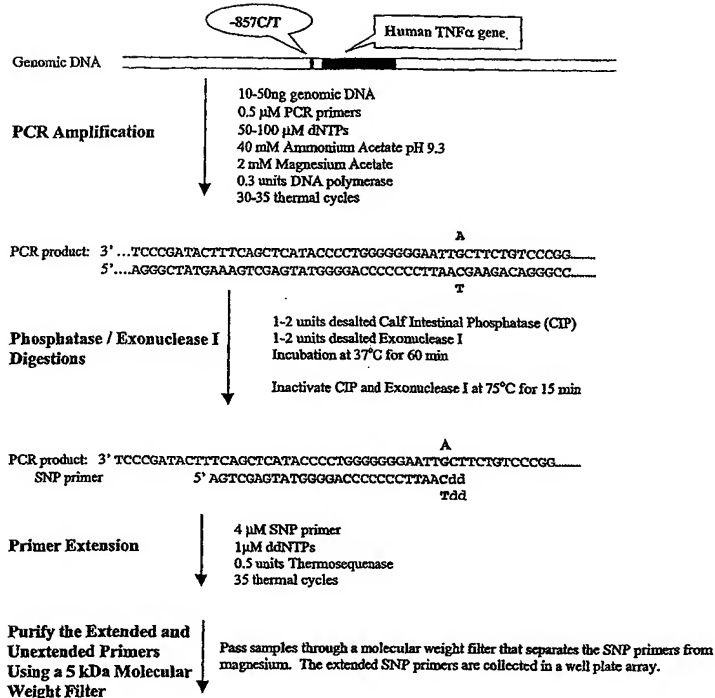 -857C/T
Human TNFα gene.
Genomic DNA
PCR Amplification
10-50ng genomic DNA
0.5 µM PCR primers
50-100 µM dNTPs
40 mM Ammonium Acetate pH 9.3
2 mM Magnesium Acetate
0.3 units DNA polymerase
30-35 thermal cycles
A
PCR product: 3' ...TCCCGATACTTTCAGCTCATACCCCTGGGGGGGAATTGCTTCTGTCCCGG........
5'....AGGGCTATGAAAGTCGAGTATGGGGACCCCCCCTTAACGAAGACAGGGCC........
T
Phosphatase / Exonuclease I
Digestions
1-2 units desalted Calf Intestinal Phosphatase (CIP)
1-2 units desalted Exonuclease I
Incubation at 37°C for 60 min
Inactivate CIP and Exonuclease I at 75°C for 15 min
A
PCR product: 3' TCCCGATACTTTCAGCTCATACCCCTGGGGGGGAATTGCTTCTGTCCCGG........
SNP primer 5' AGTCGAGTATGGGGACCCCCCCTTAACdd
Tdd
Primer Extension
4 µM SNP primer
1µM ddNTPs
0.5 units Thermosequenase
35 thermal cycles
Purify the Extended and
Unextended Primers
Using a 5 kDa Molecular
Weight Filter
Pass samples through a molecular weight filter that separates the SNP primers from
magnesium. The extended SNP primers are collected in a well plate array.